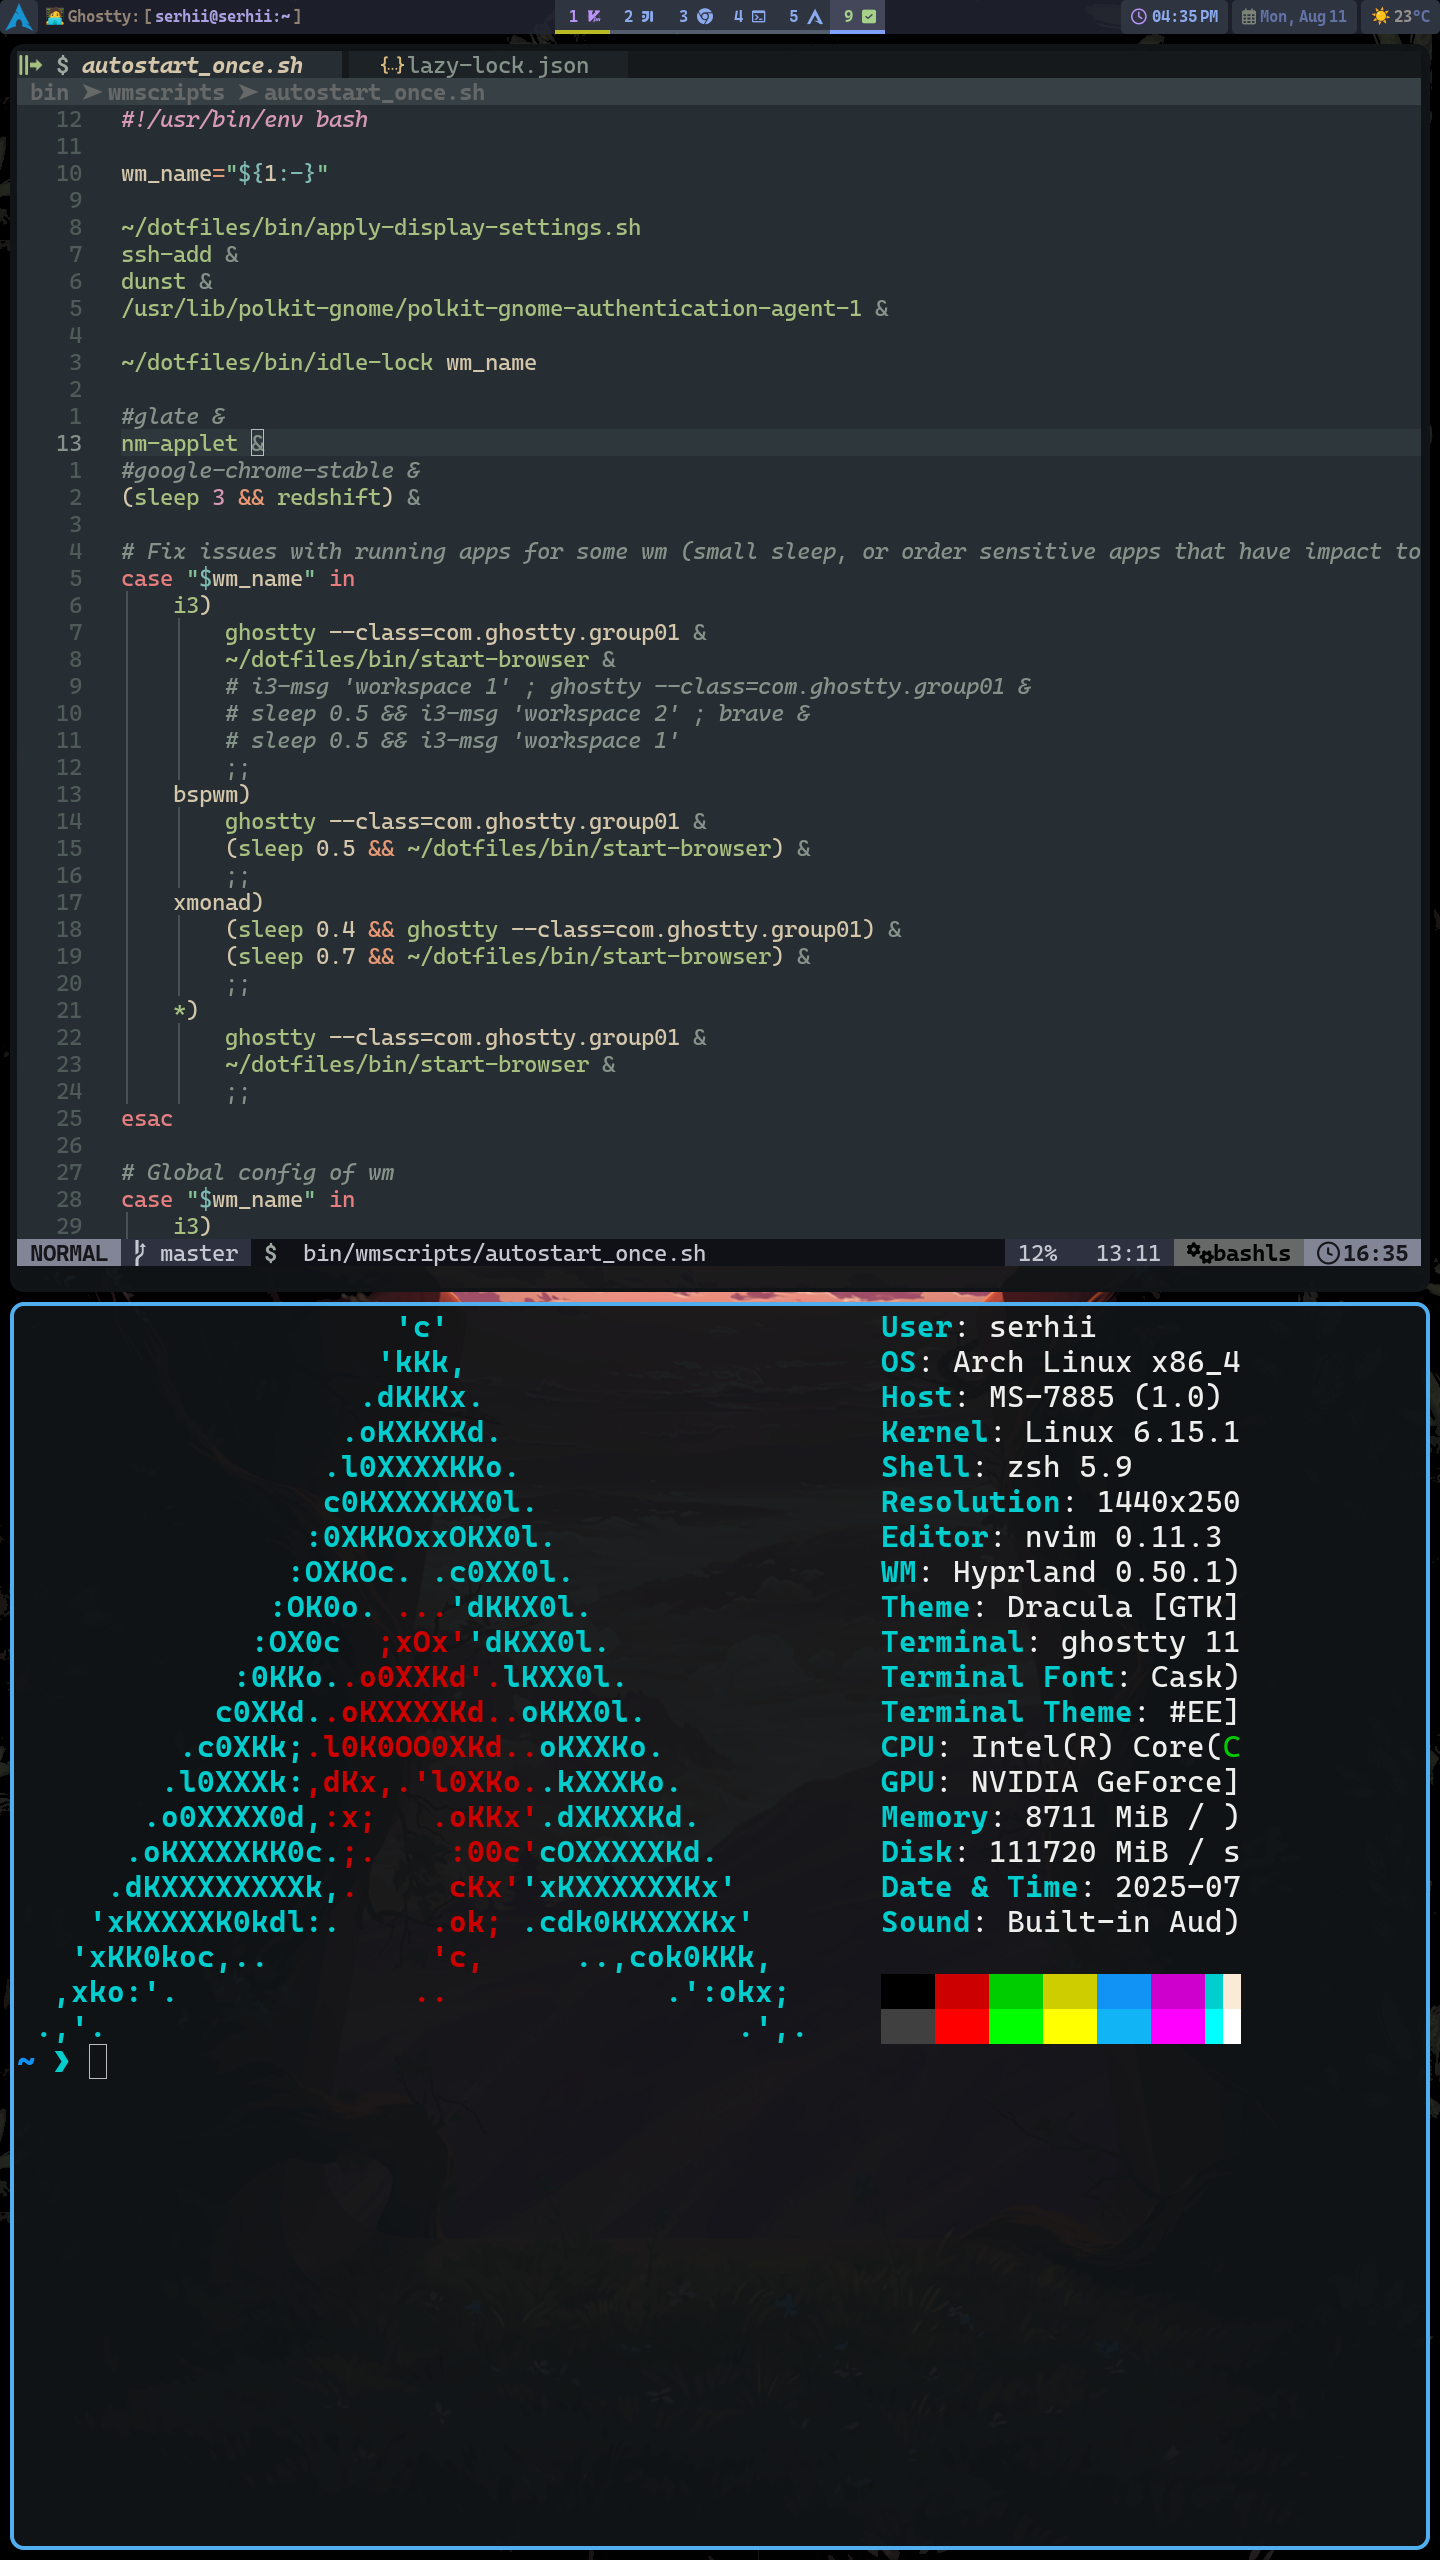 Ghostty: [ serhii@serhii:~ ]
1 2 3 4 5 9
04:35 PM Mon, Aug 11 23°C
$ autostart_once.sh {..} lazy-lock.json
bin ➤ wmscripts ➤ autostart_once.sh
12 #!/usr/bin/env bash
11
10 wm_name="${1:-}"
9
8 ~/dotfiles/bin/apply-display-settings.sh
7 ssh-add &
6 dunst &
5 /usr/lib/polkit-gnome/polkit-gnome-authentication-agent-1 &
4
3 ~/dotfiles/bin/idle-lock wm_name
2
1 #glate &
13 nm-applet &
1 #google-chrome-stable &
2 (sleep 3 && redshift) &
3
4 # Fix issues with running apps for some wm (small sleep, or order sensitive apps that have impact to
5 case "$wm_name" in
6 i3)
7 ghostty --class=com.ghostty.group01 &
8 ~/dotfiles/bin/start-browser &
9 # i3-msg 'workspace 1' ; ghostty --class=com.ghostty.group01 &
10 # sleep 0.5 && i3-msg 'workspace 2' ; brave &
11 # sleep 0.5 && i3-msg 'workspace 1'
12 ;;
13 bspwm)
14 ghostty --class=com.ghostty.group01 &
15 (sleep 0.5 && ~/dotfiles/bin/start-browser) &
16 ;;
17 xmonad)
18 (sleep 0.4 && ghostty --class=com.ghostty.group01) &
19 (sleep 0.7 && ~/dotfiles/bin/start-browser) &
20 ;;
21 *)
22 ghostty --class=com.ghostty.group01 &
23 ~/dotfiles/bin/start-browser &
24 ;;
25 esac
26
27 # Global config of wm
28 case "$wm_name" in
29 i3)
NORMAL master $ bin/wmscripts/autostart_once.sh 12% 13:11 bashls 16:35
'c' User: serhii
'kKk, OS: Arch Linux x86_4
.dKKKx. Host: MS-7885 (1.0)
.oKXKXKd. Kernel: Linux 6.15.1
.l0XXXXKKo. Shell: zsh 5.9
c0KXXXXKX0l. Resolution: 1440x250
:0XKKOxxOKX0l. Editor: nvim 0.11.3
:OXKOc. .c0XX0l. WM: Hyprland 0.50.1)
:OK0o. ...'dKKX0l. Theme: Dracula [GTK]
:OX0c ;xOx''dKXX0l. Terminal: ghostty 11
:0KKo..o0XXKd'.lKXX0l. Terminal Font: Cask)
c0XKd..oKXXXXKd..oKKX0l. Terminal Theme: #EE]
.c0XKk;.l0K0OO0XKd..oKXXKo. CPU: Intel(R) Core(C
.l0XXXk:,dKx,.'l0XKo..kXXXKo. GPU: NVIDIA GeForce]
.o0XXXX0d,:x; .oKKx'.dXKXXKd. Memory: 8711 MiB / )
.oKXXXXKK0c.;. :00c'cOXXXXXKd. Disk: 111720 MiB / s
.dKXXXXXXXXk,. cKx''xKXXXXXXKx' Date & Time: 2025-07
'xKXXXXK0kdl:. .ok; .cdk0KKXXXKx' Sound: Built-in Aud)
'xKK0koc,.. 'c, ..,cok0KKk,
,xko:'. .. .':okx;
.,'. .',.
~ ❯